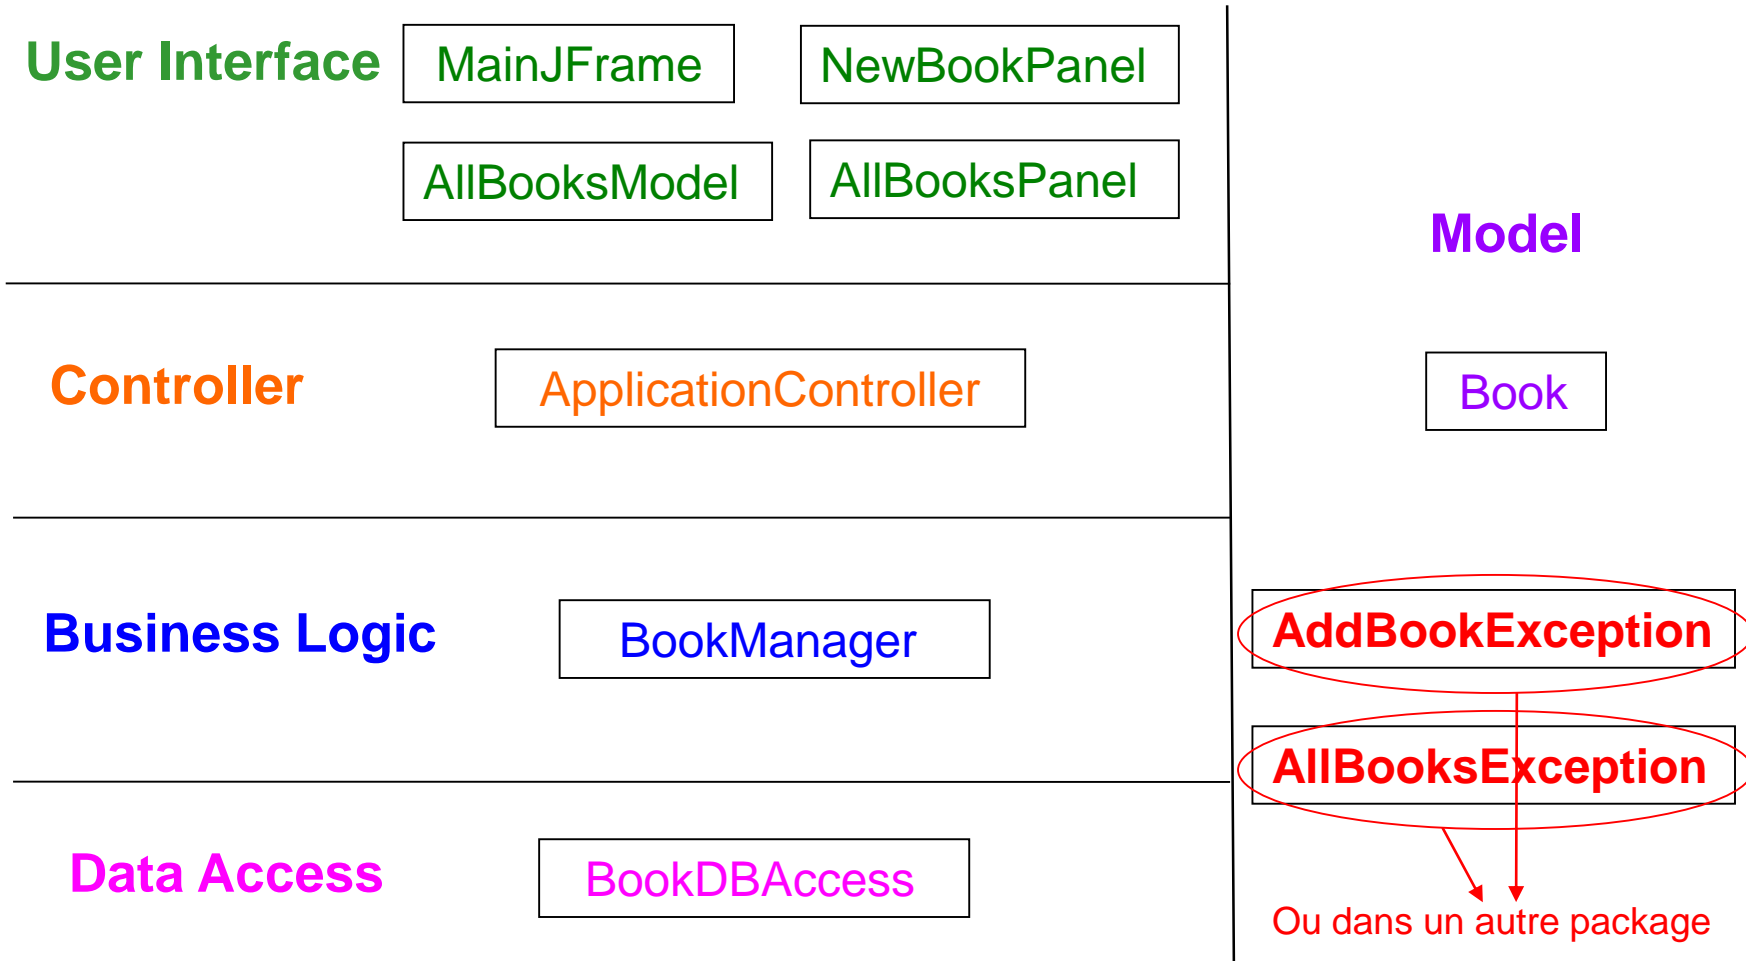 User Interface
MainJFrame
NewBookPanel
AllBooksModel
AllBooksPanel
Model
Controller
ApplicationController
Book
Business Logic
BookManager
AddBookException
AllBooksException
Data Access
BookDBAccess
Ou dans un autre package